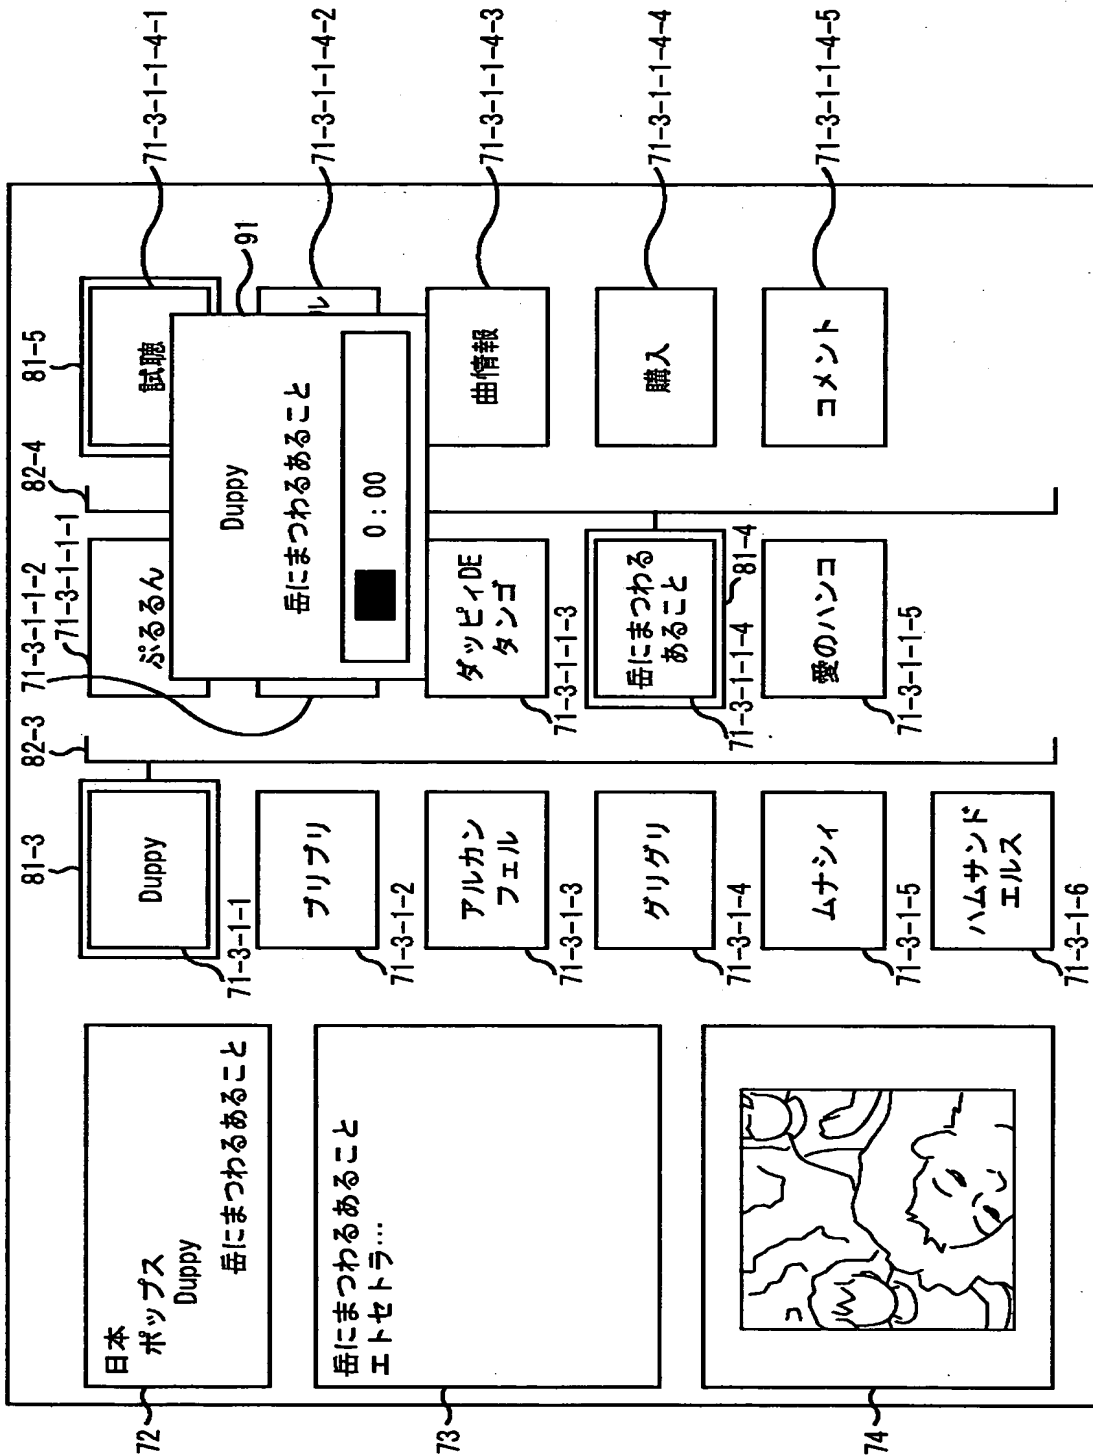 81-3
82-3
71-3-1-1-2
71-3-1-1-1
82-4
81-5
91
71-3-1-1-4-1
71-3-1-1-4-2
71-3-1-1-4-3
71-3-1-1-4-4
71-3-1-1-4-5
72
日本
ポップス
Duppy
岳にまつわるあること
73
岳にまつわるあること
エトセトラ…
74
Duppy
71-3-1-1
プリプリ
71-3-1-2
アルカン
フェル
71-3-1-3
グリグリ
71-3-1-4
ムナシィ
71-3-1-5
ハムサンド
エルス
71-3-1-6
ぷるるん
ダッピィDE
タンゴ
71-3-1-1-3
岳にまつわる
あること
71-3-1-1-4
81-4
愛のハンコ
71-3-1-1-5
Duppy
岳にまつわるあること
0:00
試聴
ル
曲情報
購入
コメント